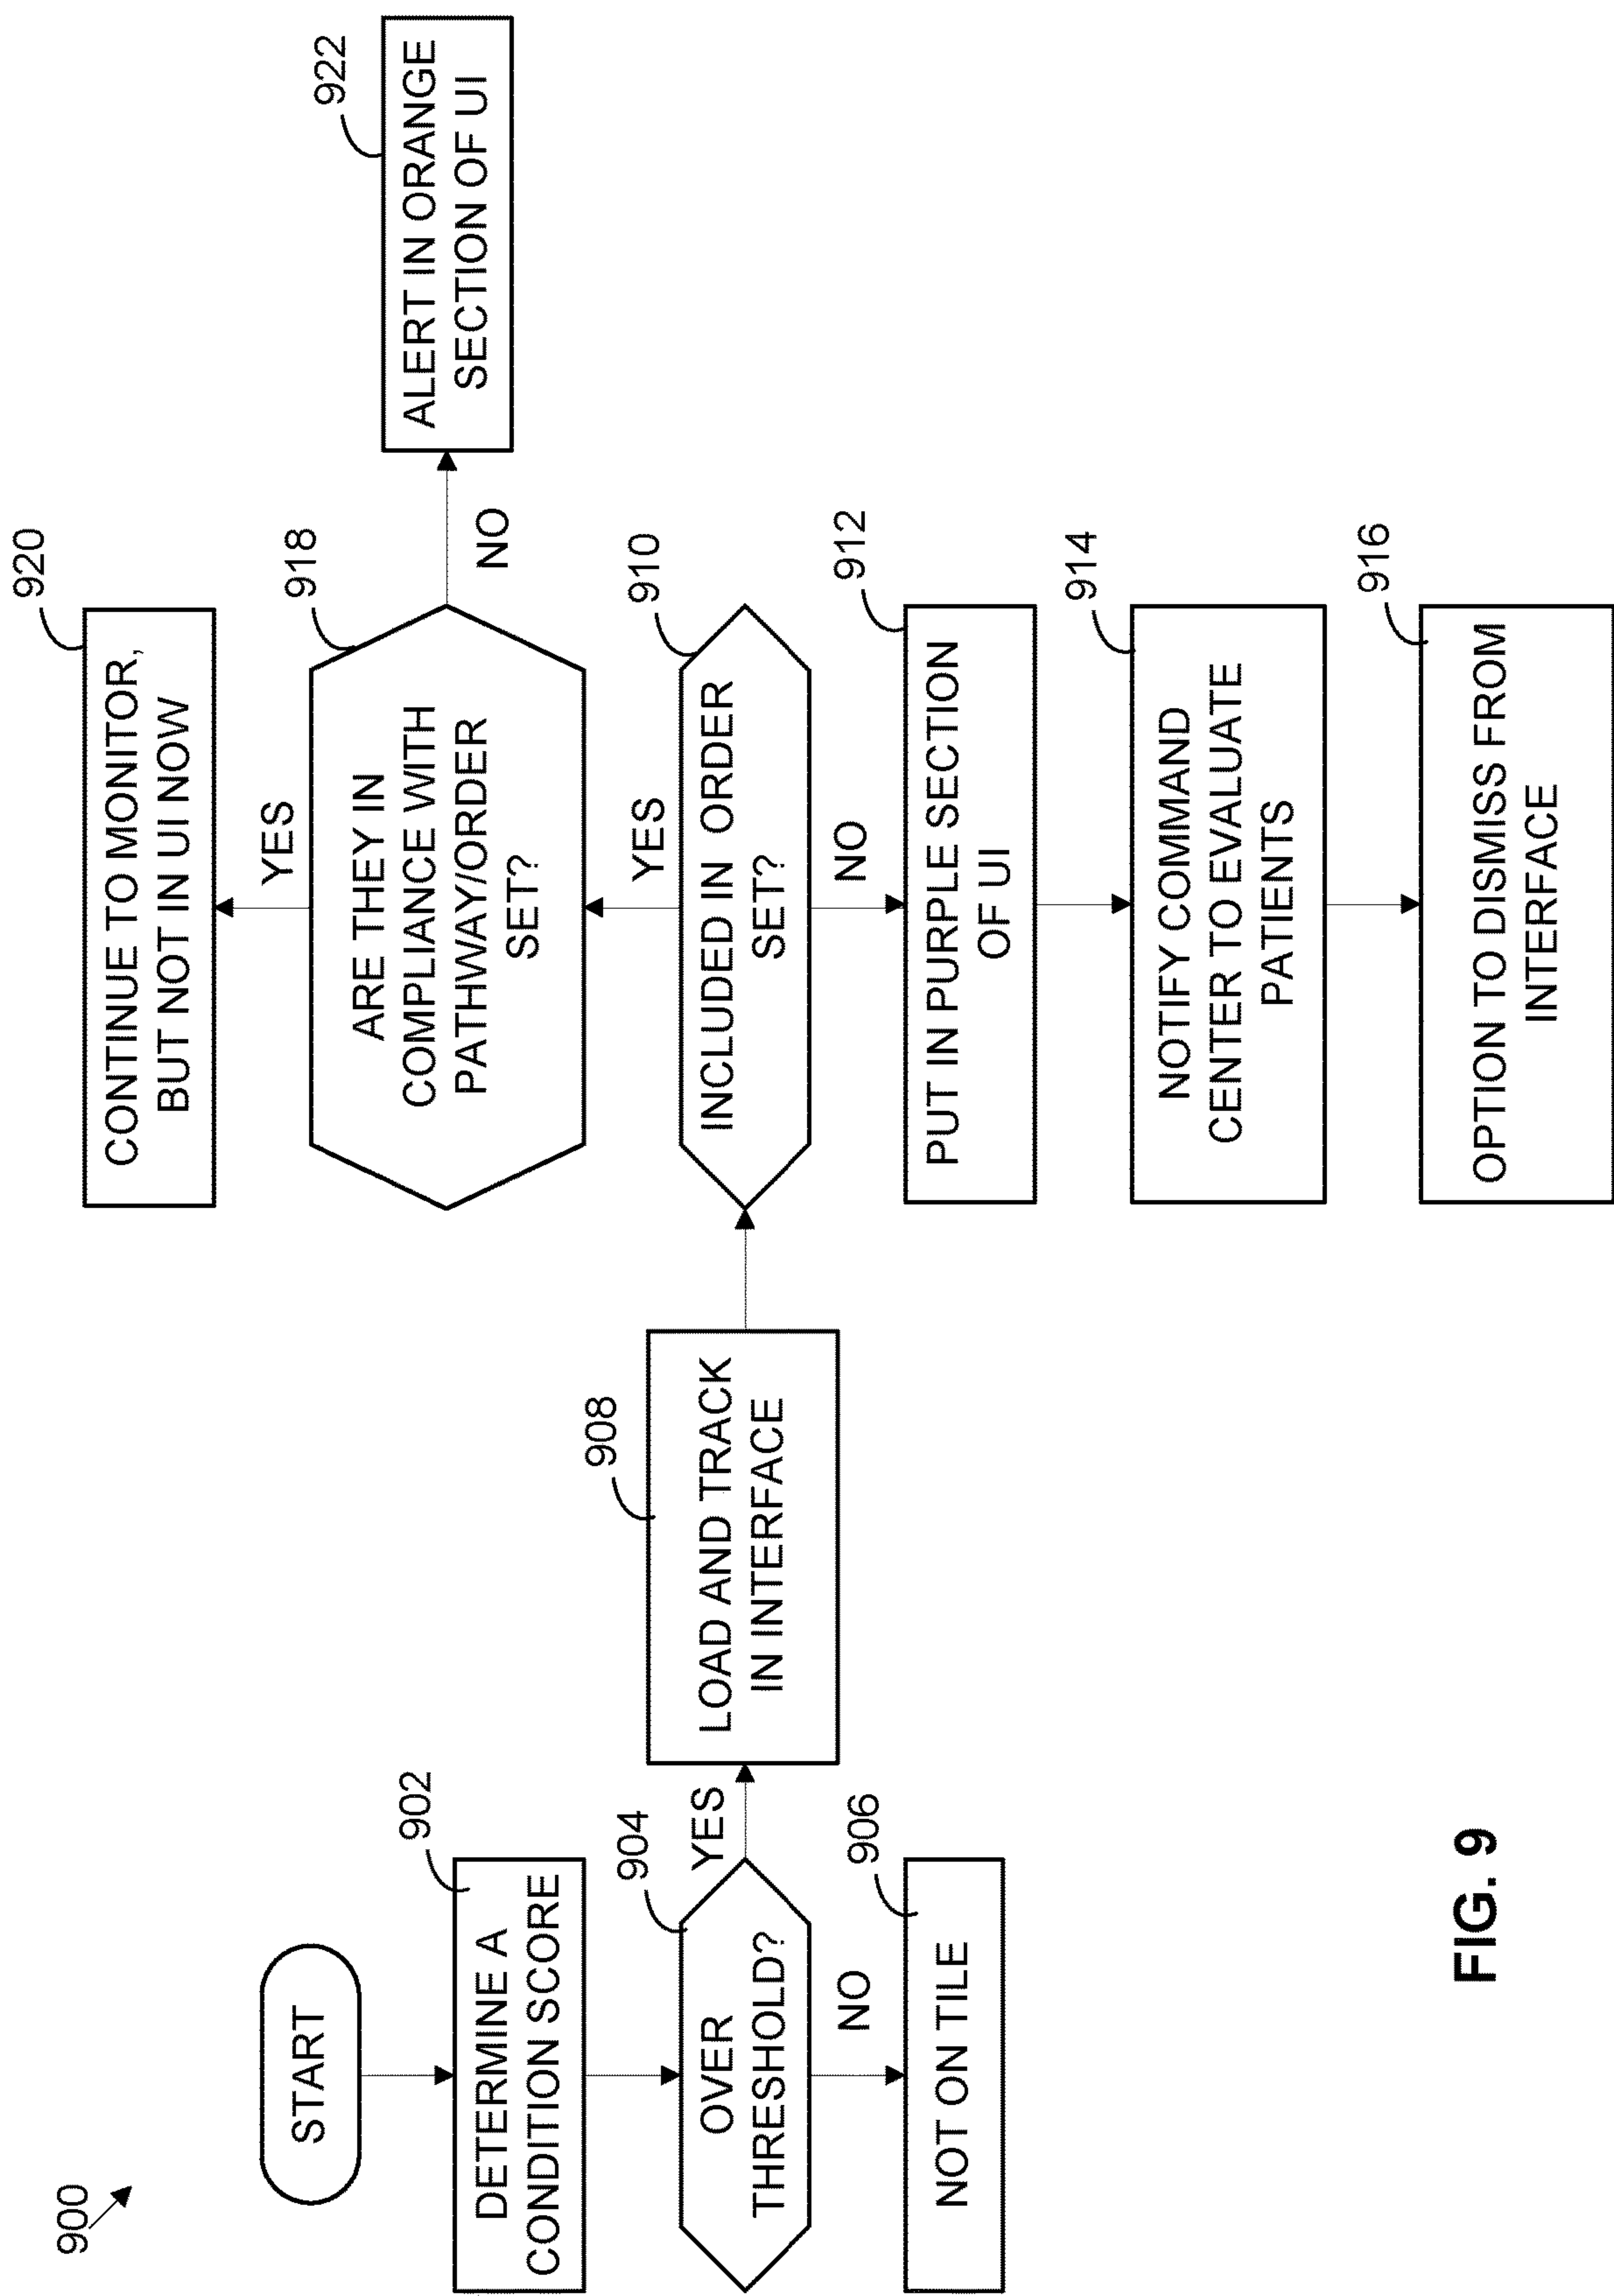 900
START
902
DETERMINE A
CONDITION SCORE
904
OVER
THRESHOLD?
YES
NO
906
NOT ON TILE
908
LOAD AND TRACK
IN INTERFACE
910
INCLUDED IN ORDER
SET?
YES
NO
912
PUT IN PURPLE SECTION
OF UI
914
NOTIFY COMMAND
CENTER TO EVALUATE
PATIENTS
916
OPTION TO DISMISS FROM
INTERFACE
918
ARE THEY IN
COMPLIANCE WITH
PATHWAY/ORDER
SET?
YES
NO
920
CONTINUE TO MONITOR,
BUT NOT IN UI NOW
922
ALERT IN ORANGE
SECTION OF UI
FIG. 9